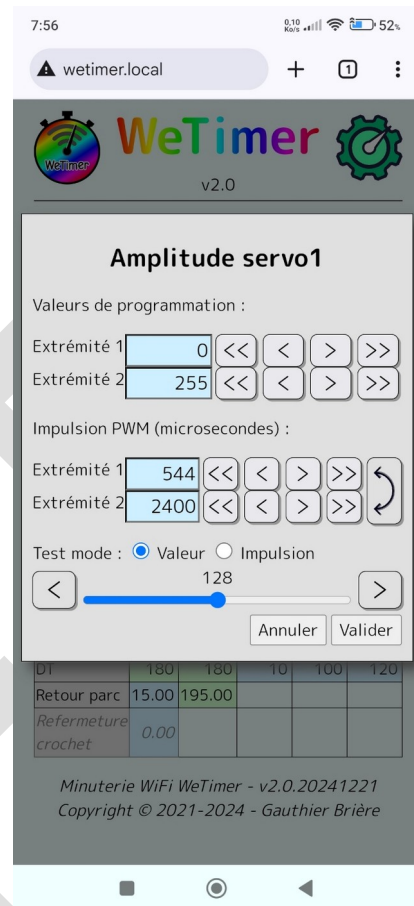 7:56 0,10 Ko/s 52%
wetimer.local + 1
WeTimer WeTimer
v2.0
Amplitude servo1
Valeurs de programmation :
Extrémité 1 0 << < > >>
Extrémité 2 255 << < > >>
Impulsion PWM (microsecondes) :
Extrémité 1 544 << < > >>
Extrémité 2 2400 << < > >>
Test mode : Valeur Impulsion
128
< >
Annuler Valider
DT 180 180 10 100 120
Retour parc 15.00 195.00
Refermeture 0.00
crochet
Minuterie WiFi WeTimer - v2.0.20241221
Copyright © 2021-2024 - Gauthier Brière